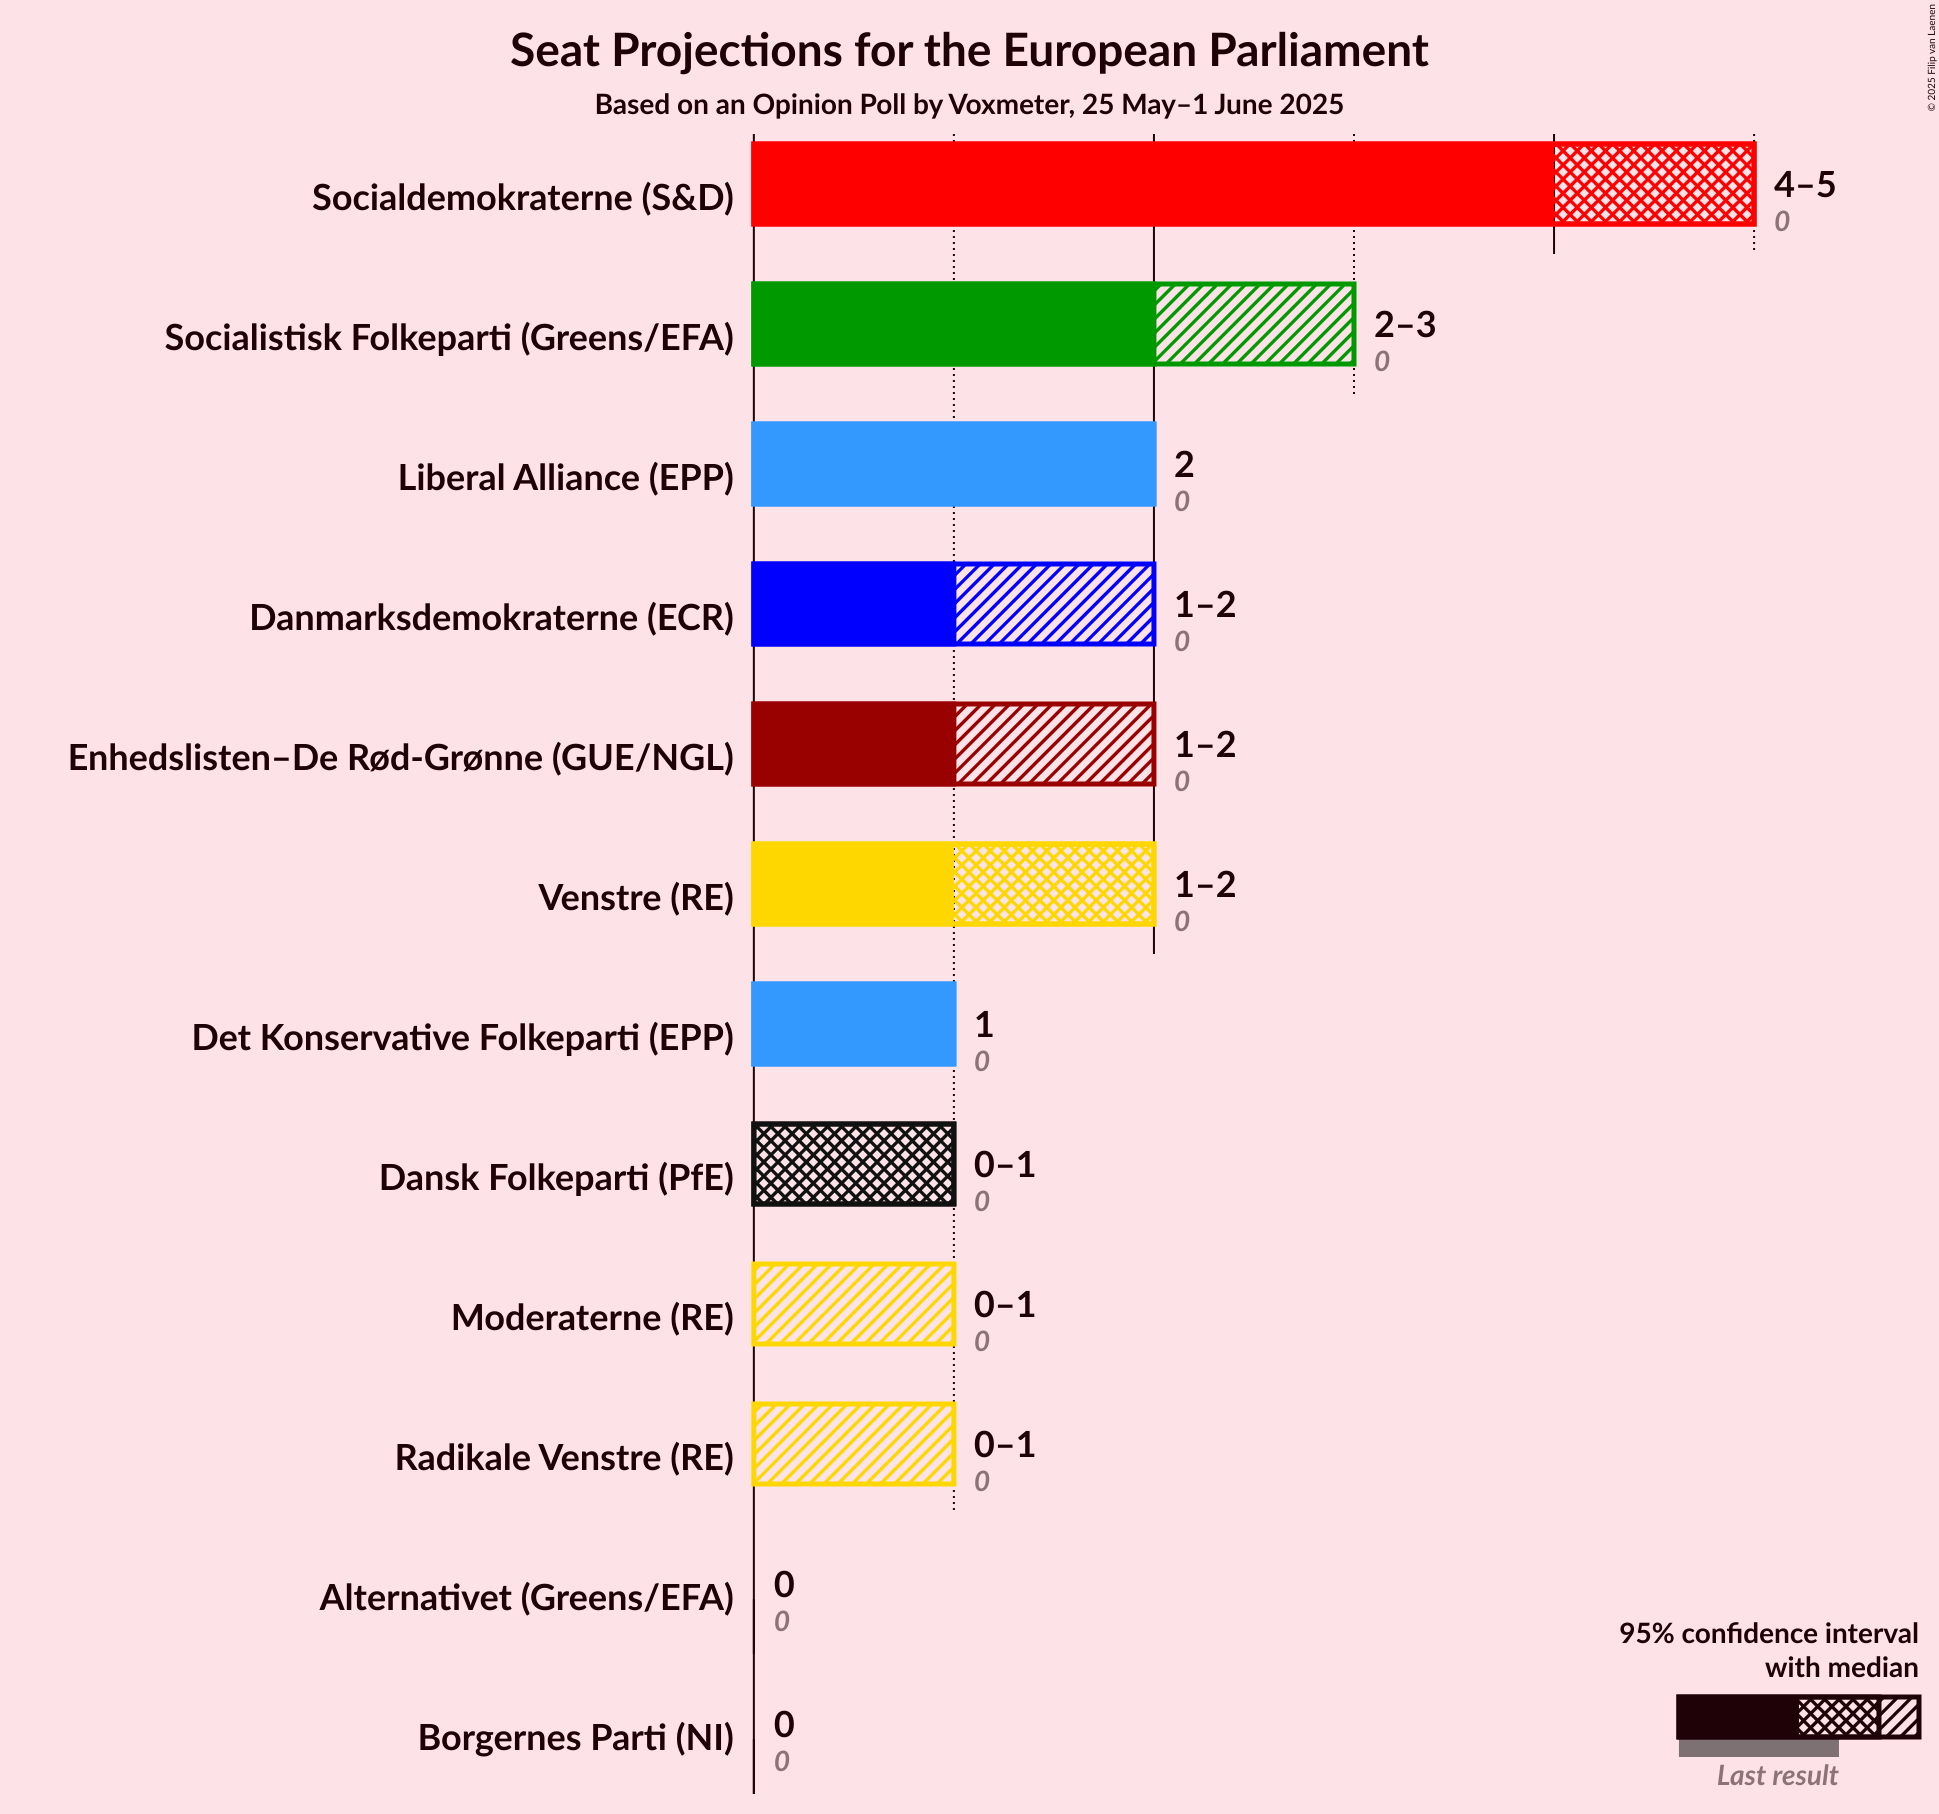 Seat Projections for the European Parliament
Based on an Opinion Poll by Voxmeter, 25 May–1 June 2025
© 2025 Filip van Laenen
Socialdemokraterne (S&D)
4–5
0
Socialistisk Folkeparti (Greens/EFA)
2–3
0
Liberal Alliance (EPP)
2
0
Danmarksdemokraterne (ECR)
1–2
0
Enhedslisten–De Rød-Grønne (GUE/NGL)
1–2
0
Venstre (RE)
1–2
0
Det Konservative Folkeparti (EPP)
1
0
Dansk Folkeparti (PfE)
0–1
0
Moderaterne (RE)
0–1
0
Radikale Venstre (RE)
0–1
0
Alternativet (Greens/EFA)
0
0
Borgernes Parti (NI)
0
0
95% confidence interval
with median
Last result